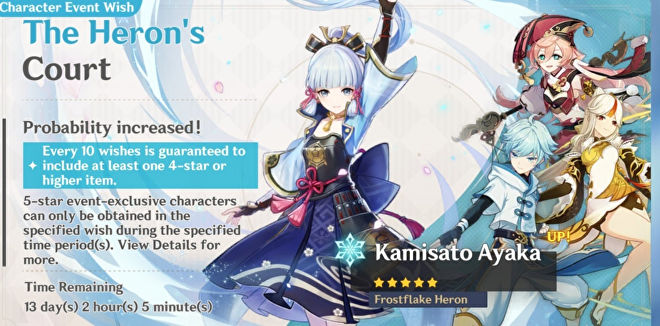 Character Event Wish
The Heron's
Court
Probability increased!
Every 10 wishes is guaranteed to
include at least one 4-star or
higher item.
5-star event-exclusive characters
can only be obtained in the
specified wish during the specified
time period(s). View Details for
more.
Time Remaining
13 day(s) 2 hour(s) 5 minute(s)
UP!
Kamisato Ayaka
Frostflake Heron